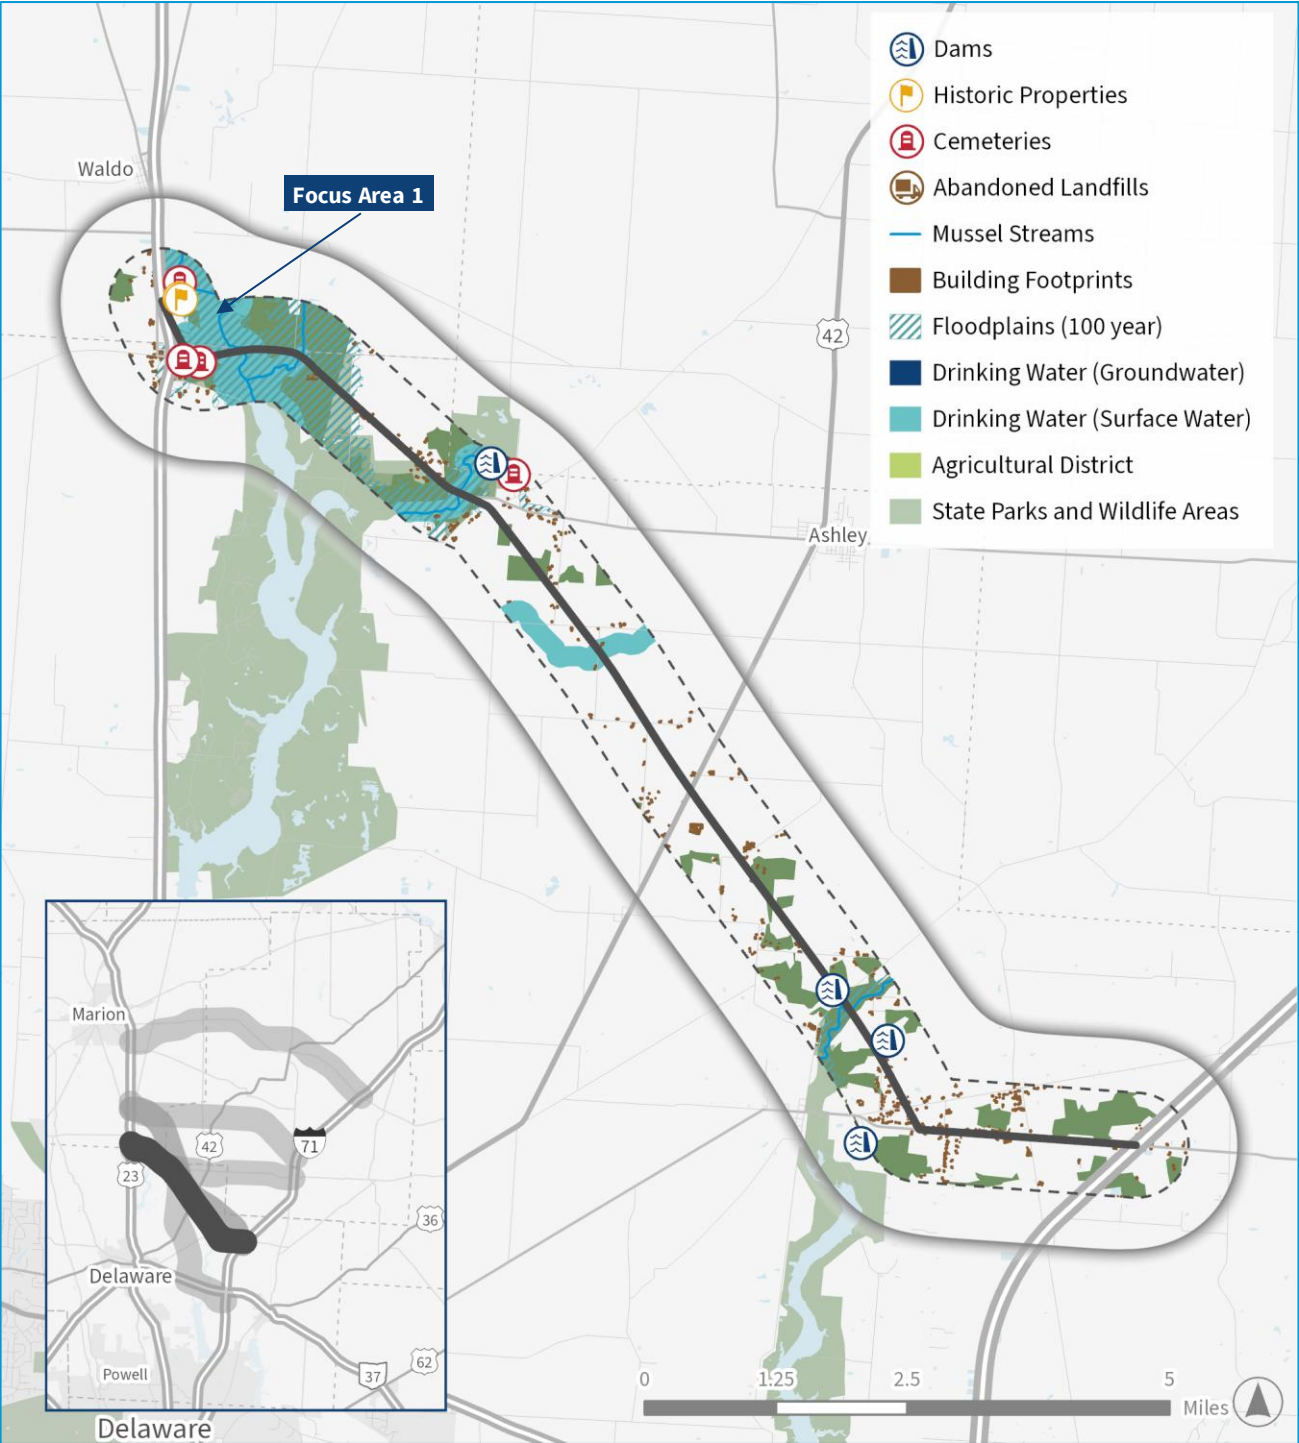 Dams
Historic Properties
Cemeteries
Abandoned Landfills
Mussel Streams
Building Footprints
Floodplains (100 year)
Drinking Water (Groundwater)
Drinking Water (Surface Water)
Agricultural District
State Parks and Wildlife Areas
Waldo
Focus Area 1
42
Ashley
Marion
42
71
23
36
Delaware
62
Powell
37
Delaware
0 1.25 2.5 5
Miles